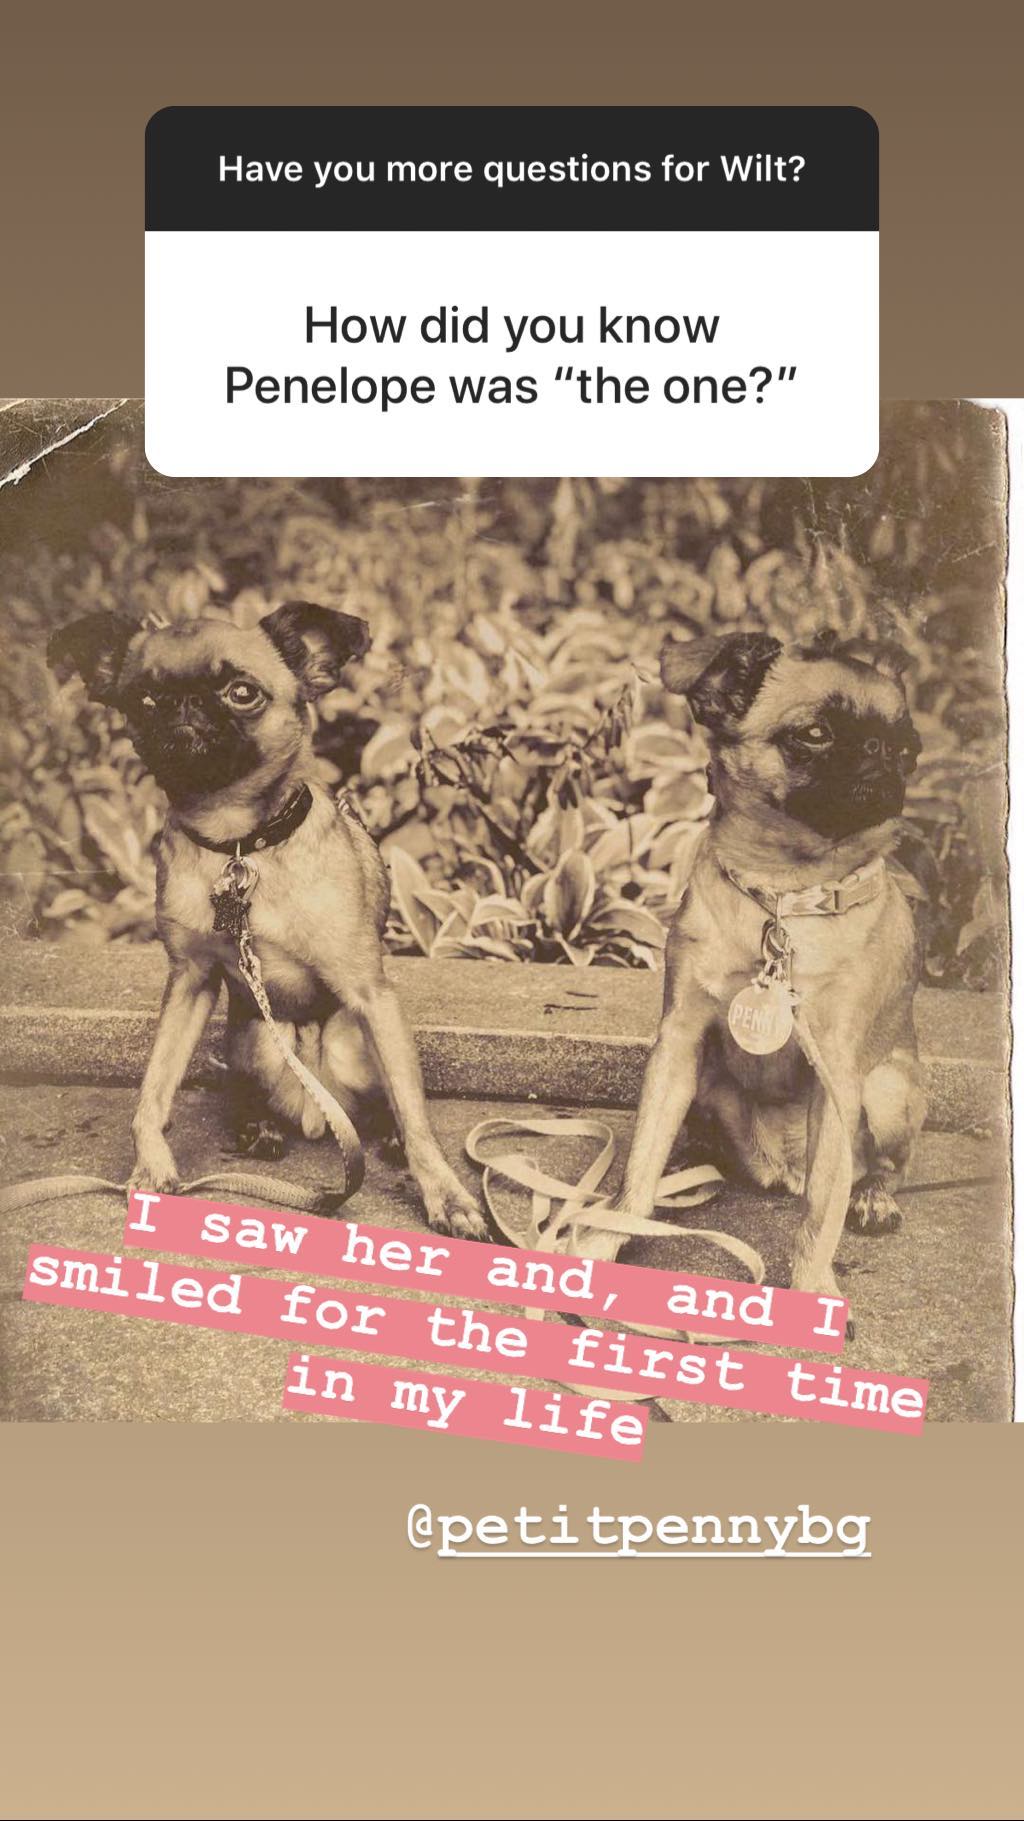 Have you more questions for Wilt?
How did you know
Penelope was “the one?”
PENNY
I saw her and, and I
smiled for the first time
in my life
@petitpennybg